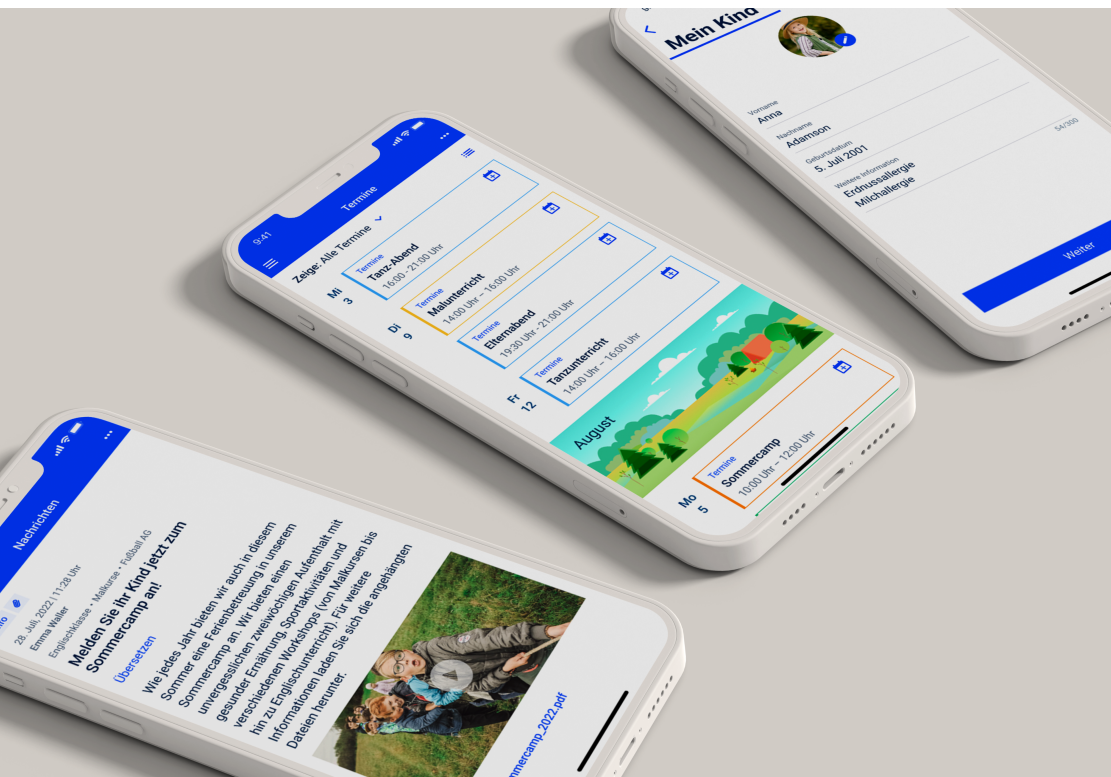 Nachrichten
28. Juli, 2022 | 11:28 Uhr
Emma Waller
Englischklasse • Malkurse • Fußball AG
Melden Sie ihr Kind jetzt zum
Sommercamp an!
Übersetzen
Wie jedes Jahr bieten wir auch in diesem
Sommer eine Ferienbetreuung in unserem
Sommercamp an. Wir bieten einen
unvergesslichen zweiwöchigen Aufenthalt mit
gesunder Ernährung, Sportaktivitäten und
verschiedenen Workshops (von Malkursen bis
hin zu Englischunterricht). Für weitere
Informationen laden Sie sich die angehängten
Dateien herunter.
mmercamp_2022.pdf
9:41
Termine
Zeige: Alle Termine
Mi
3
Termine
Tanz-Abend
16:00 - 21:00 Uhr
Di
9
Termine
Malunterricht
14:00 Uhr – 16:00 Uhr
Termine
Elternabend
19:30 Uhr - 21:00 Uhr
Fr
12
Termine
Tanzunterricht
14:00 Uhr – 16:00 Uhr
August
Mo
5
Termine
Sommercamp
10:00 Uhr – 12:00 Uhr
Mein Kind
Vorname
Anna
Nachname
Adamson
Geburtsdatum
5. Juli 2001
Weitere Information
54/300
Erdnussallergie
Milchallergie
Weiter